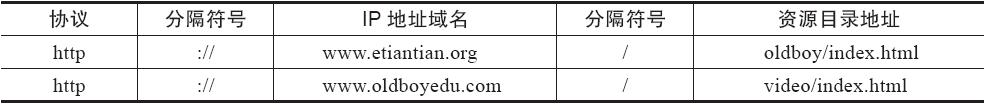 协议 分隔符号 IP 地址域名 分隔符号 资源目录地址
http :// www.etiantian.org / oldboy/index.html
http :// www.oldboyedu.com / video/index.html